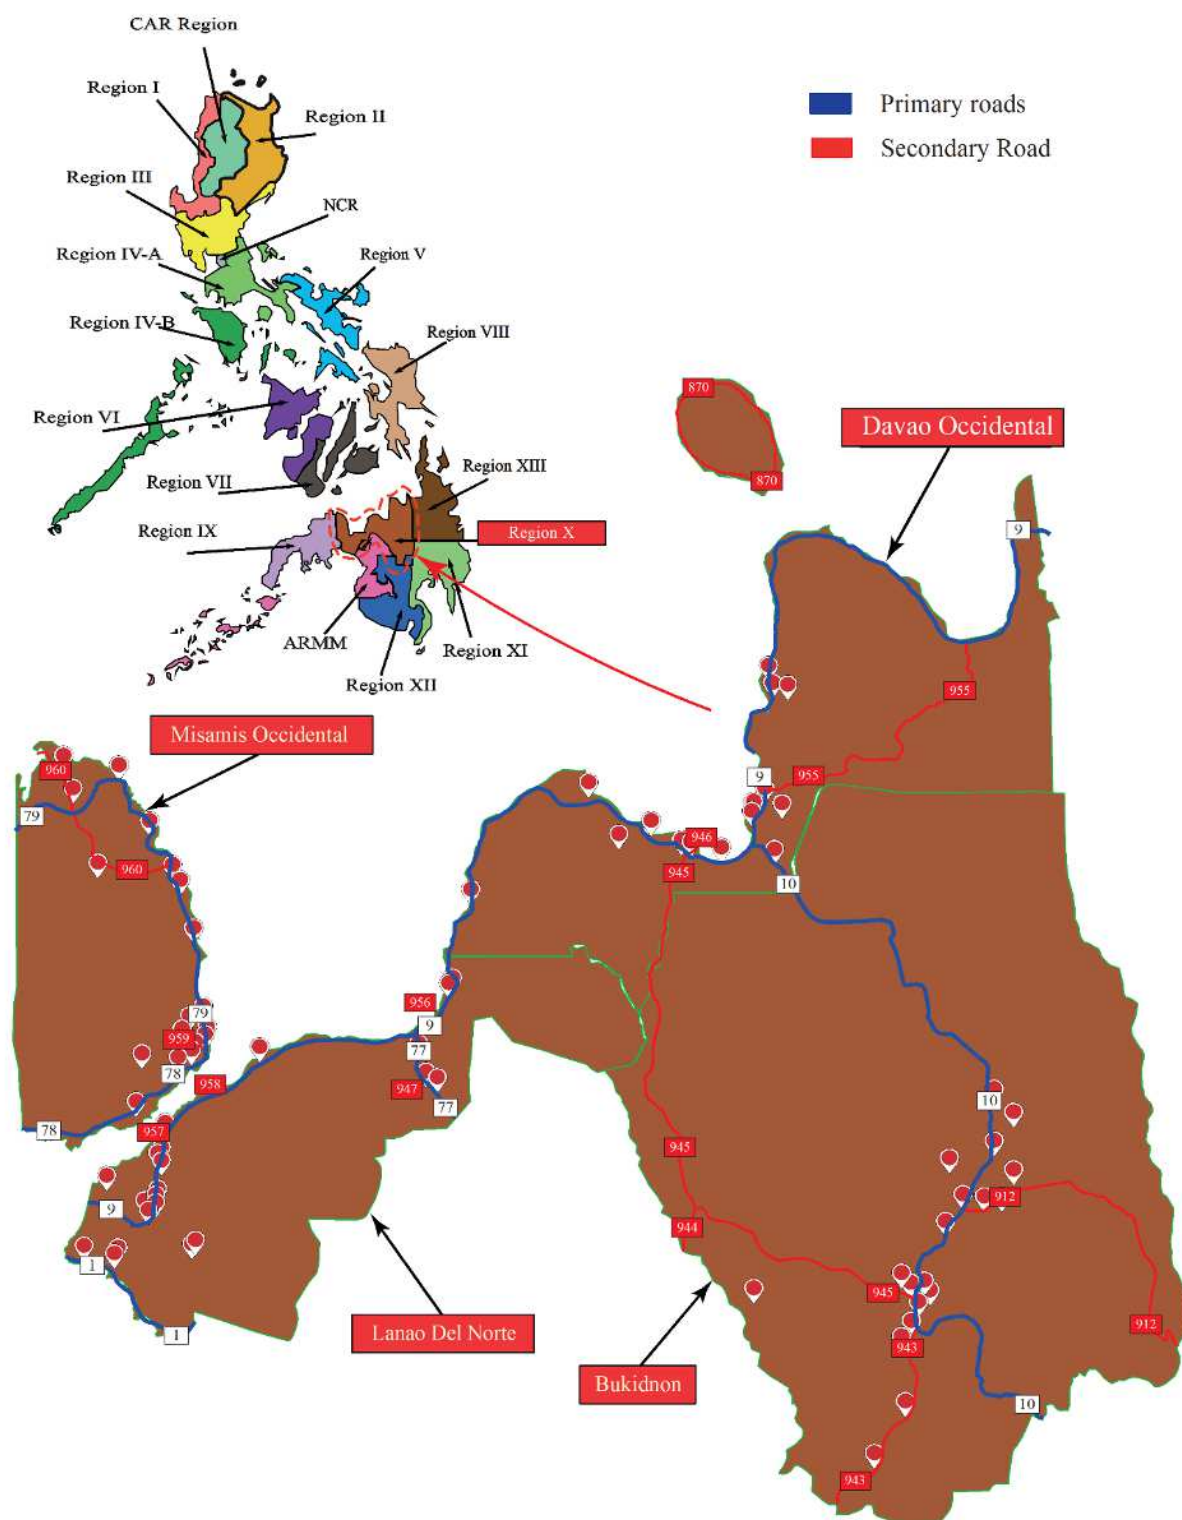 CAR Region
Region I
Region II
Region III
NCR
Region IV-A
Region V
Region IV-B
Region VIII
Region VI
Region VII
Region XIII
Region IX
Region X
ARMM
Region XI
Region XII
Primary roads
Secondary Road
870
870
Davao Occidental
9
955
Misamis Occidental
960
79
9
955
946
945
960
10
79
956
9
959
77
78
958
947
77
10
78
957
945
912
9
944
1
945
1
Lanao Del Norte
943
912
Bukidnon
10
943